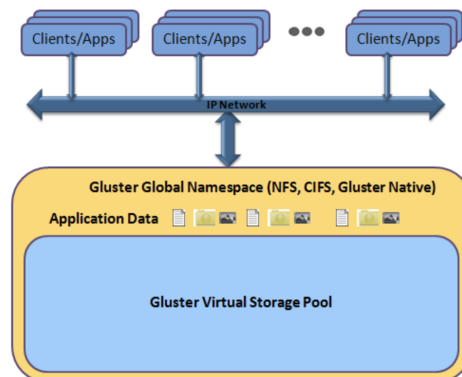 Clients/Apps Clients/Apps Clients/Apps
IP Network
Gluster Global Namespace (NFS, CIFS, Gluster Native)
Application Data
Gluster Virtual Storage Pool